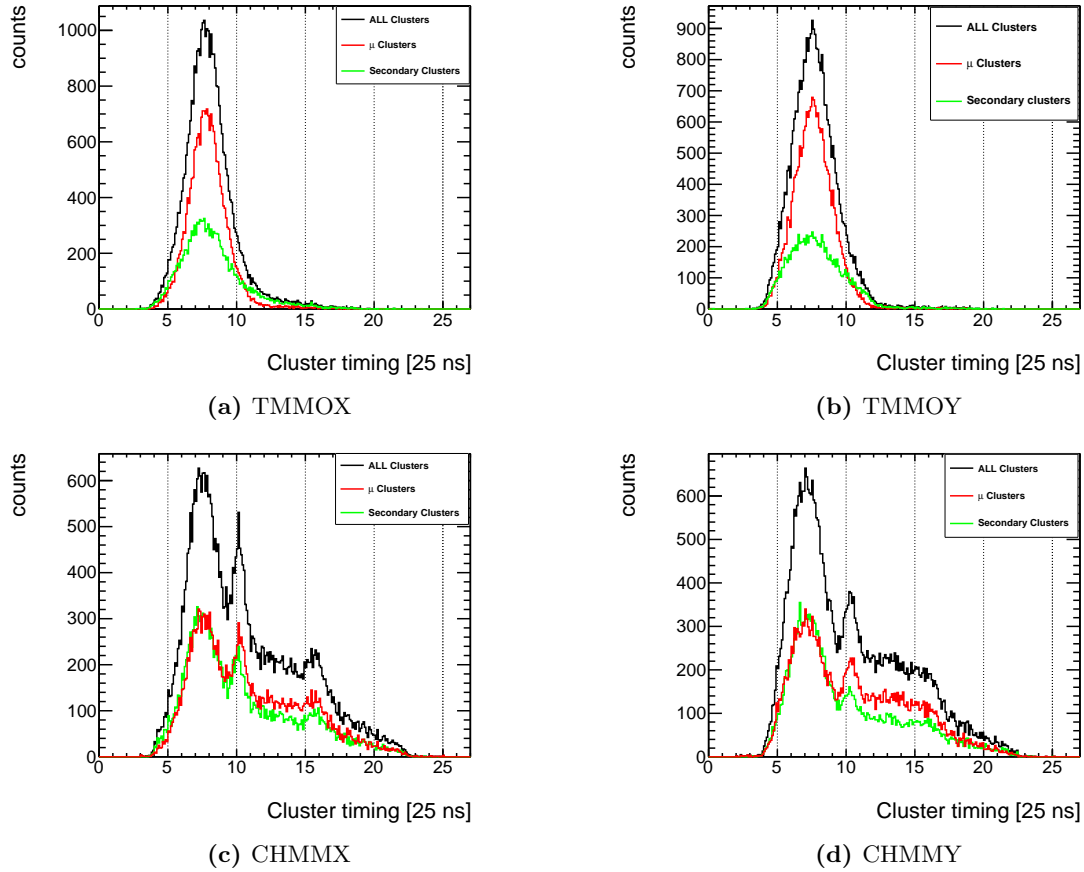 counts
1000
800
600
400
200
0
ALL Clusters
μ Clusters
Secondary Clusters
0 5 10 15 20 25
Cluster timing [25 ns]
(a) TMMOX
counts
900
800
700
600
500
400
300
200
100
0
ALL Clusters
μ Clusters
Secondary clusters
0 5 10 15 20 25
Cluster timing [25 ns]
(b) TMMOY
counts
600
500
400
300
200
100
0
ALL Clusters
μ Clusters
Secondary Clusters
0 5 10 15 20 25
Cluster timing [25 ns]
(c) CHMMX
counts
600
500
400
300
200
100
0
ALL Clusters
μ Clusters
Secondary Clusters
0 5 10 15 20 25
Cluster timing [25 ns]
(d) CHMMY